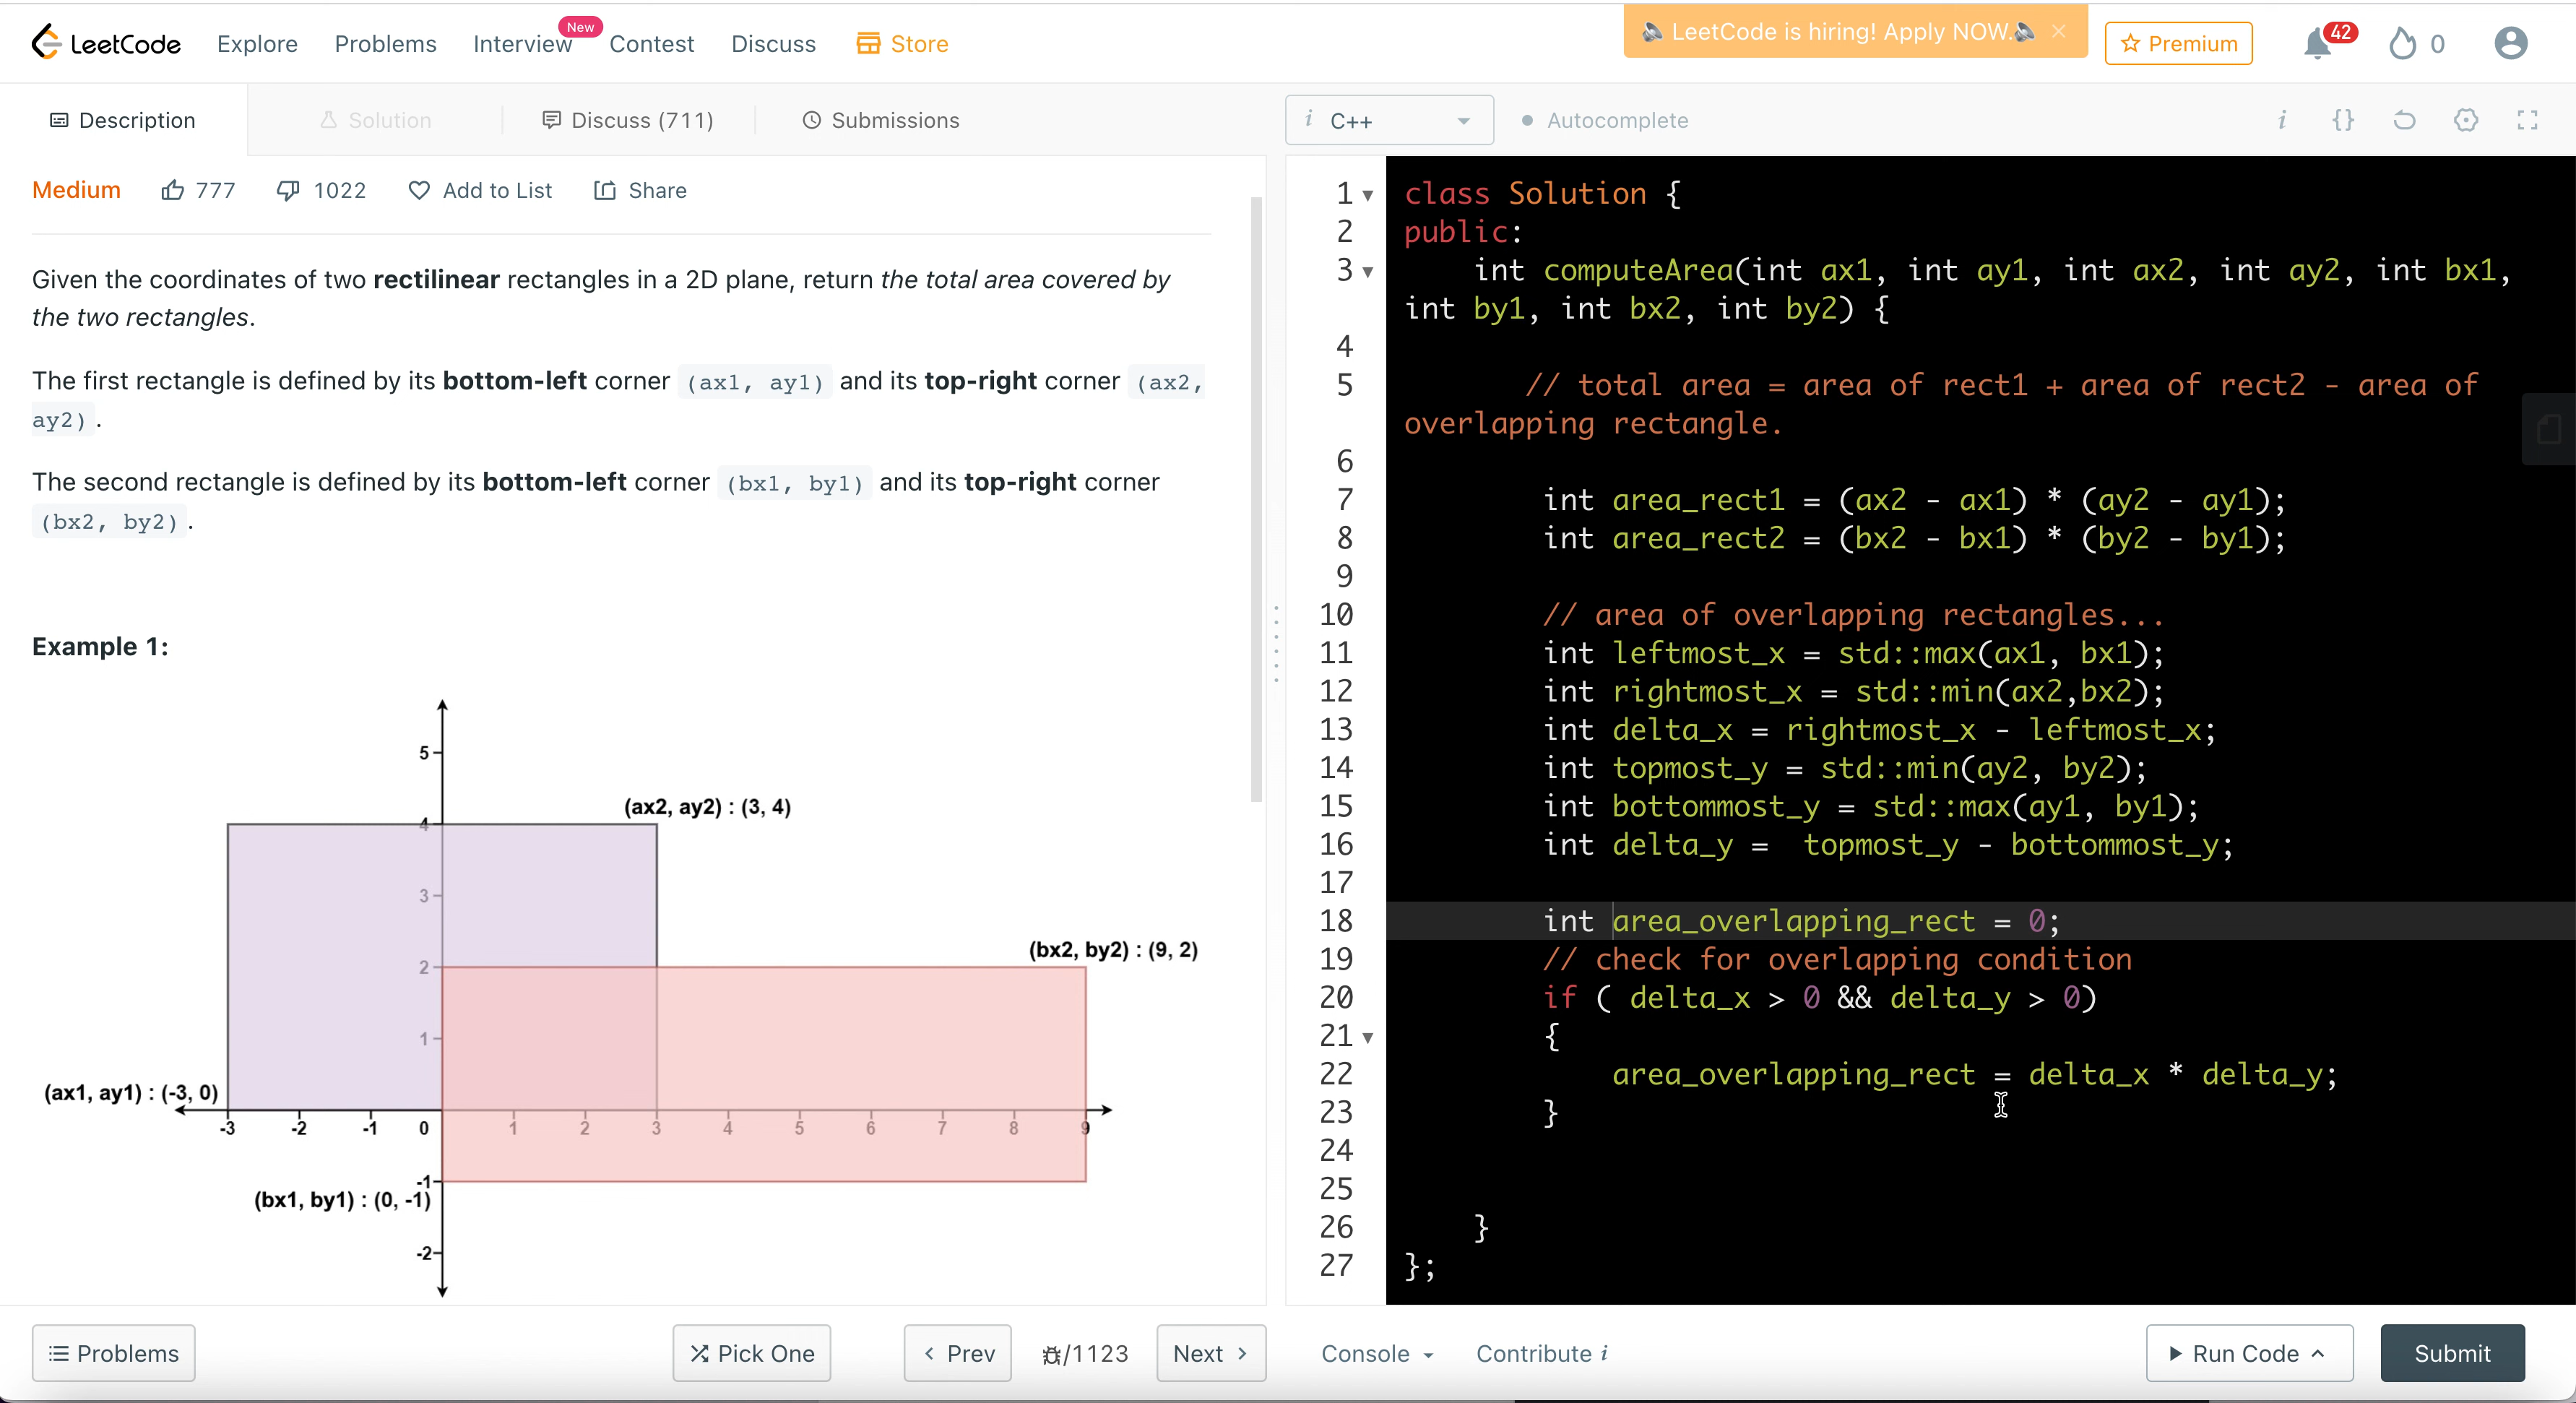 LeetCode Explore Problems Interview New Contest Discuss Store LeetCode is hiring! Apply NOW. × Premium 42 0
Description Solution Discuss (711) Submissions
i C++ Autocomplete i {}
Medium 777 1022 Add to List Share
Given the coordinates of two rectilinear rectangles in a 2D plane, return the total area covered by
the two rectangles.
The first rectangle is defined by its bottom-left corner (ax1, ay1) and its top-right corner (ax2,
ay2) .
The second rectangle is defined by its bottom-left corner (bx1, by1) and its top-right corner
(bx2, by2) .
Example 1:
5
(ax2, ay2) : (3, 4)
4
3
(bx2, by2) : (9, 2)
2
1
(ax1, ay1) : (-3, 0)
-3 -2 -1 0 1 2 3 4 5 6 7 8 9
-1
(bx1, by1) : (0, -1)
-2
1 class Solution {
2 public:
3 int computeArea(int ax1, int ay1, int ax2, int ay2, int bx1,
int by1, int bx2, int by2) {
4
5 // total area = area of rect1 + area of rect2 - area of
overlapping rectangle.
6
7 int area_rect1 = (ax2 - ax1) * (ay2 - ay1);
8 int area_rect2 = (bx2 - bx1) * (by2 - by1);
9
10 // area of overlapping rectangles...
11 int leftmost_x = std::max(ax1, bx1);
12 int rightmost_x = std::min(ax2,bx2);
13 int delta_x = rightmost_x - leftmost_x;
14 int topmost_y = std::min(ay2, by2);
15 int bottommost_y = std::max(ay1, by1);
16 int delta_y =  topmost_y - bottommost_y;
17
18 int area_overlapping_rect = 0;
19 // check for overlapping condition
20 if ( delta_x > 0 && delta_y > 0)
21 {
22 area_overlapping_rect = delta_x * delta_y;
23 }
24
25
26 }
27 };
Problems Pick One < Prev /1123 Next > Console Contribute i Run Code Submit